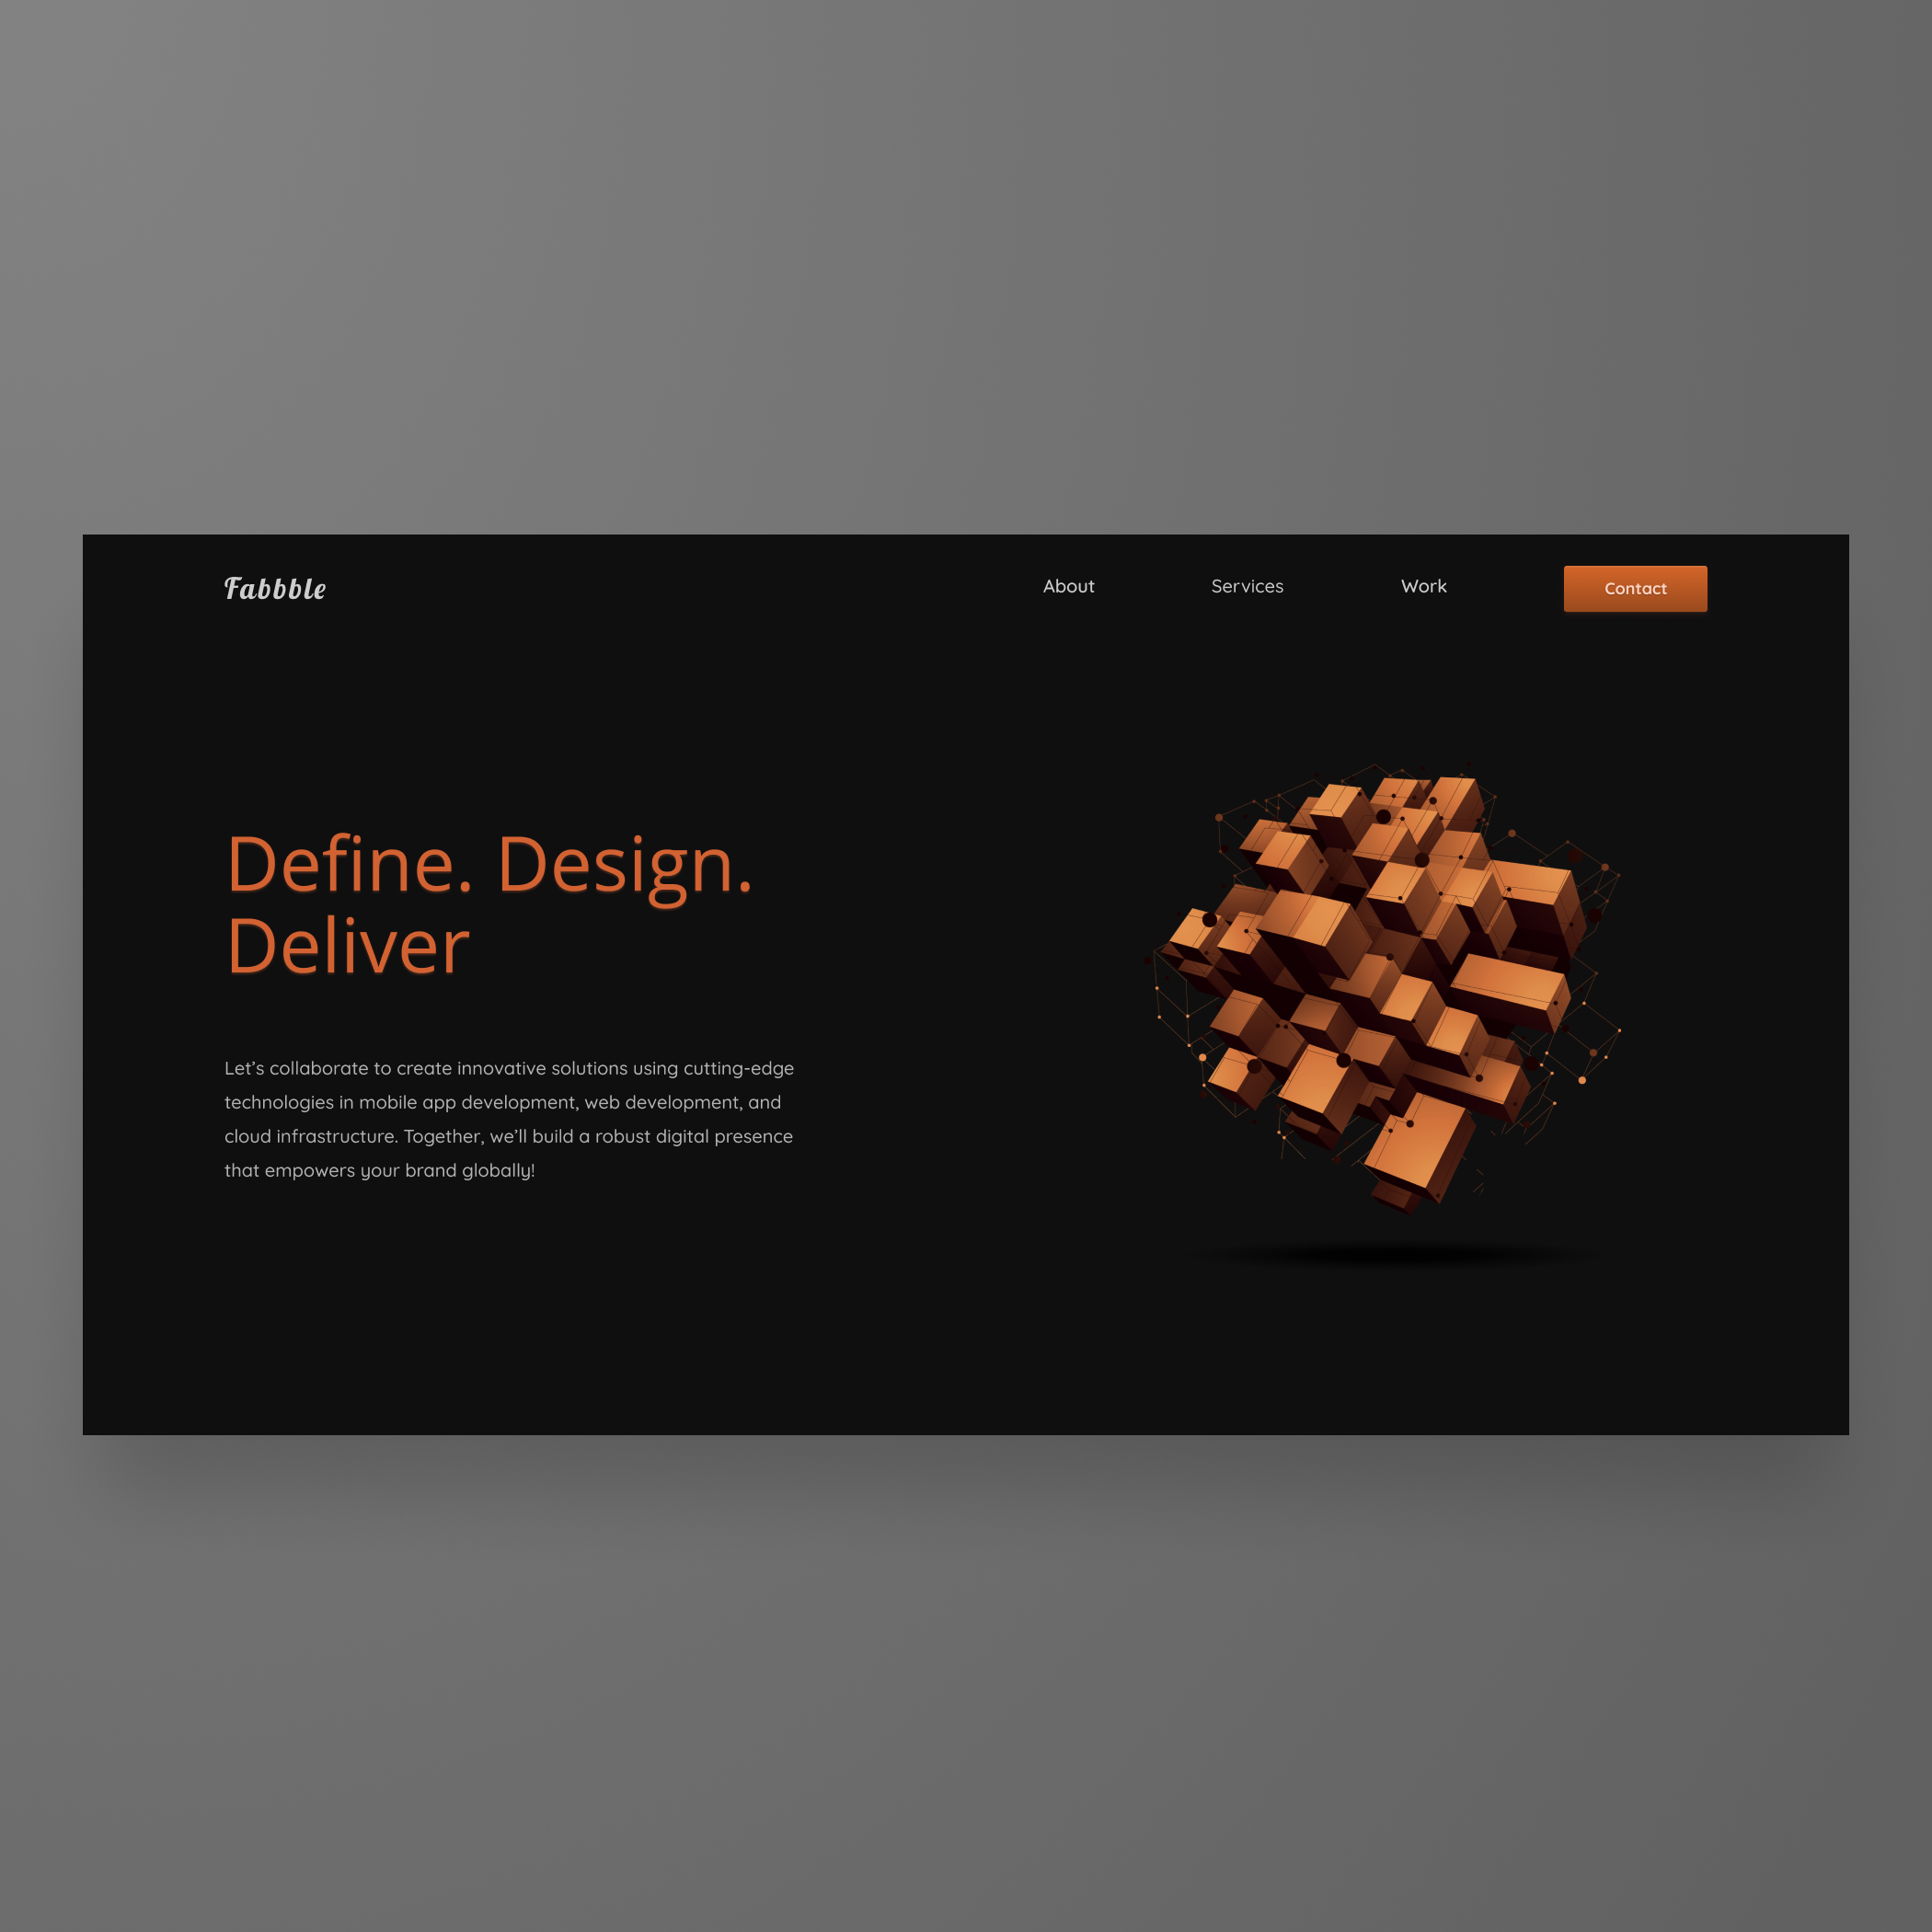 Fabbble
About
Services
Work
Contact
Define. Design.
Deliver
Let’s collaborate to create innovative solutions using cutting-edge
technologies in mobile app development, web development, and
cloud infrastructure. Together, we’ll build a robust digital presence
that empowers your brand globally!